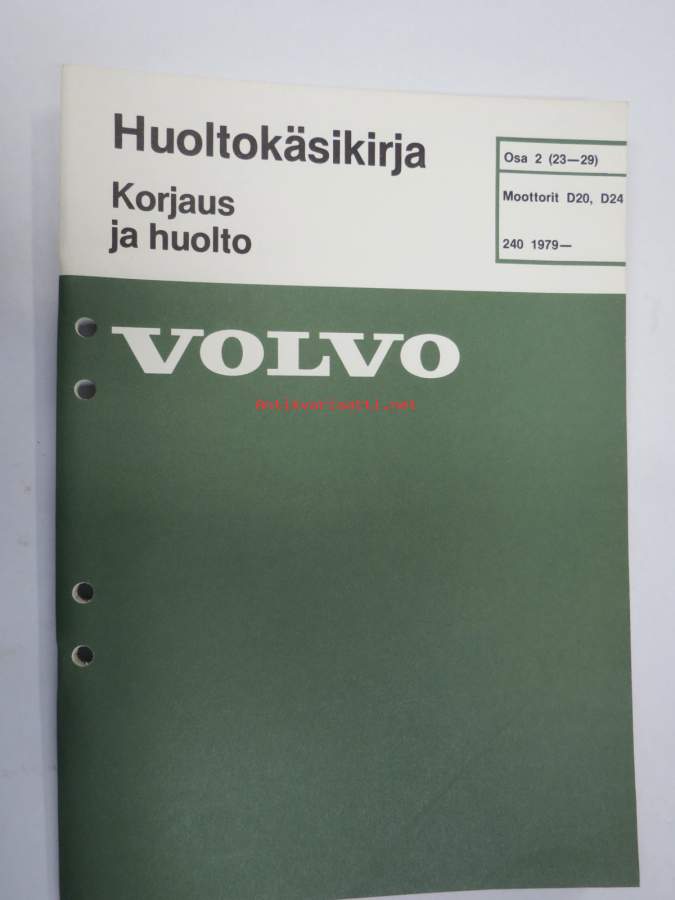 Huoltokäsikirja
Korjaus
ja huolto
Osa 2 (23—29)
Moottorit D20, D24
240 1979—
VOLVO
Antikvariaatti.net